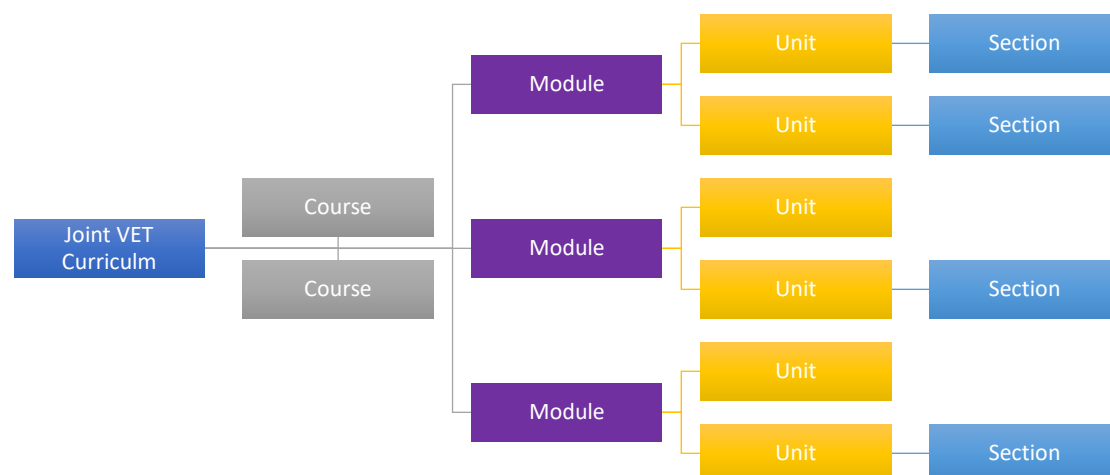 Joint VET
Curriculm
Course
Course
Module
Unit
Section
Unit
Section
Module
Unit
Unit
Section
Module
Unit
Unit
Section